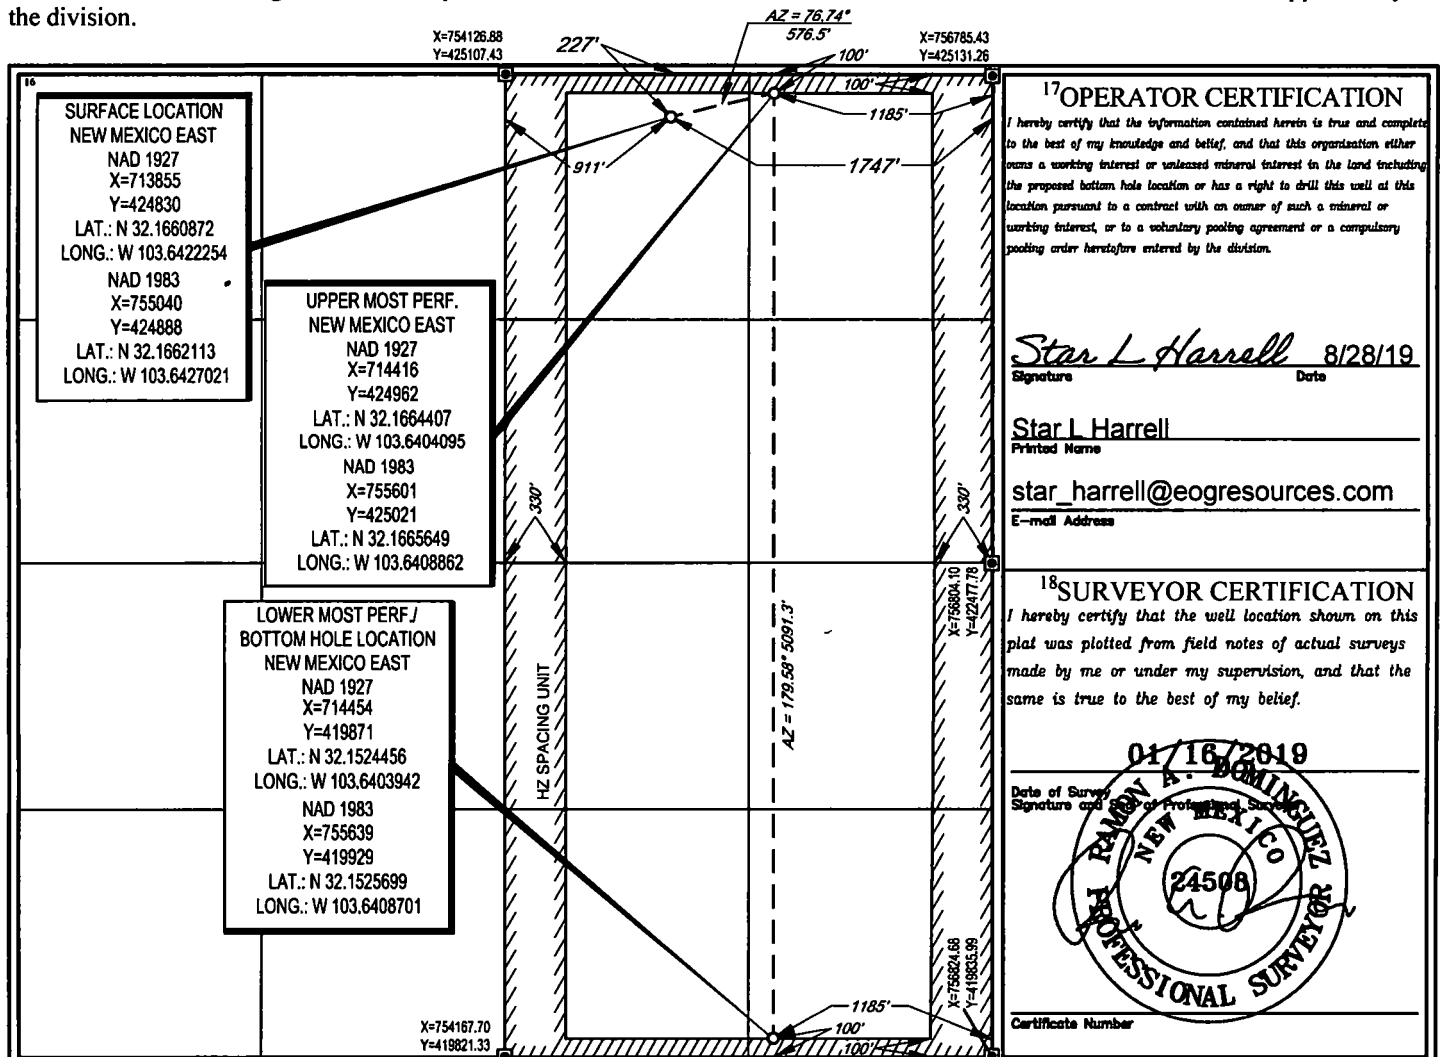 the division.
AZ = 76.74°
576.5'
X=754126.88
Y=425107.43
227'
100'
X=756785.43
Y=425131.26
16
100'
1185'
911'
1747'
SURFACE LOCATION
NEW MEXICO EAST
NAD 1927
X=713855
Y=424830
LAT.: N 32.1660872
LONG.: W 103.6422254
NAD 1983
X=755040
Y=424888
LAT.: N 32.1662113
LONG.: W 103.6427021
UPPER MOST PERF.
NEW MEXICO EAST
NAD 1927
X=714416
Y=424962
LAT.: N 32.1664407
LONG.: W 103.6404095
NAD 1983
X=755601
Y=425021
LAT.: N 32.1665649
LONG.: W 103.6408862
330'
330'
X=756804.10
Y=422477.78
LOWER MOST PERF./
BOTTOM HOLE LOCATION
NEW MEXICO EAST
NAD 1927
X=714454
Y=419871
LAT.: N 32.1524456
LONG.: W 103.6403942
NAD 1983
X=755639
Y=419929
LAT.: N 32.1525699
LONG.: W 103.6408701
HZ SPACING UNIT
AZ = 179.58° 5091.3'
X=756824.68
Y=419835.99
1185'
100'
100'
X=754167.70
Y=419821.33
17OPERATOR CERTIFICATION
I hereby certify that the information contained herein is true and complete
to the best of my knowledge and belief, and that this organization either
owns a working interest or unleased mineral interest in the land including
the proposed bottom hole location or has a right to drill this well at this
location pursuant to a contract with an owner of such a mineral or
working interest, or to a voluntary pooling agreement or a compulsory
pooling order heretofore entered by the division.
Star L Harrell 8/28/19
Signature Date
Star L Harrell
Printed Name
star_harrell@eogresources.com
E-mail Address
18SURVEYOR CERTIFICATION
I hereby certify that the well location shown on this
plat was plotted from field notes of actual surveys
made by me or under my supervision, and that the
same is true to the best of my belief.
01/16/2019
Date of Survey
Signature and Seal of Professional Surveyor
RAMON A. DOMINGUEZ
NEW MEXICO
24508
PROFESSIONAL SURVEYOR
Certificate Number